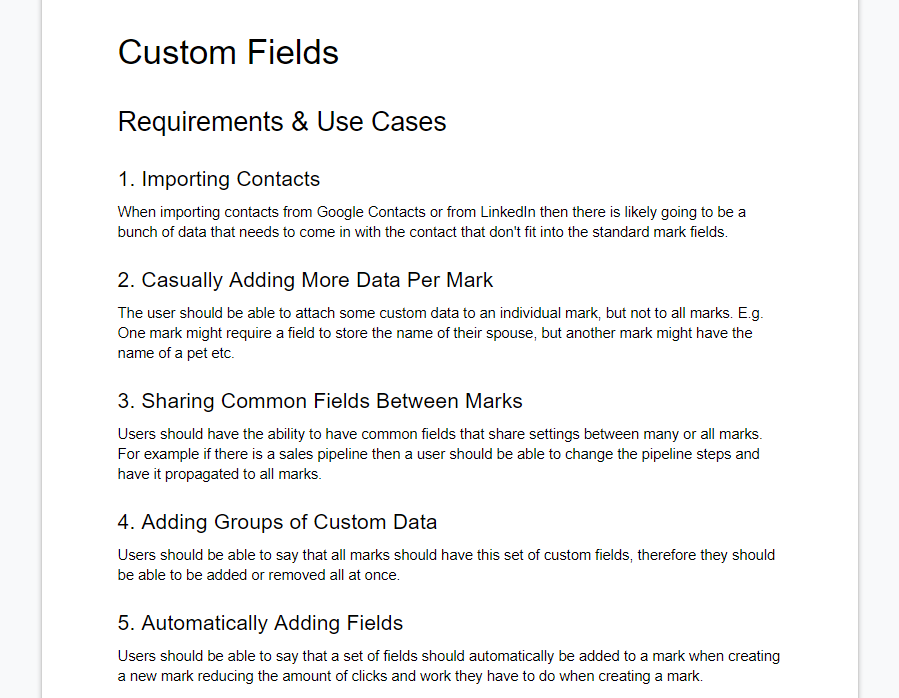 Custom Fields
Requirements & Use Cases
1. Importing Contacts
When importing contacts from Google Contacts or from LinkedIn then there is likely going to be a
bunch of data that needs to come in with the contact that don't fit into the standard mark fields.
2. Casually Adding More Data Per Mark
The user should be able to attach some custom data to an individual mark, but not to all marks. E.g.
One mark might require a field to store the name of their spouse, but another mark might have the
name of a pet etc.
3. Sharing Common Fields Between Marks
Users should have the ability to have common fields that share settings between many or all marks.
For example if there is a sales pipeline then a user should be able to change the pipeline steps and
have it propagated to all marks.
4. Adding Groups of Custom Data
Users should be able to say that all marks should have this set of custom fields, therefore they should
be able to be added or removed all at once.
5. Automatically Adding Fields
Users should be able to say that a set of fields should automatically be added to a mark when creating
a new mark reducing the amount of clicks and work they have to do when creating a mark.